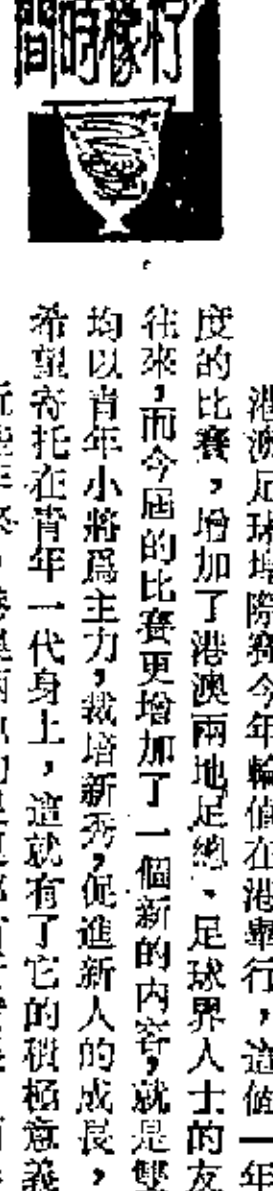 檸檬時間
港澳足球埠際賽今年輪值在港舉行，這個一年
度的比賽，增加了港澳兩地足總、足球界人士的友
往來，而今屆的比賽更增加了一個新的內容，就是雙
均以青年小將爲主力，栽培新秀，促進新人的成長，
希望寄托在青年一代身上，這就有了它的積極意義